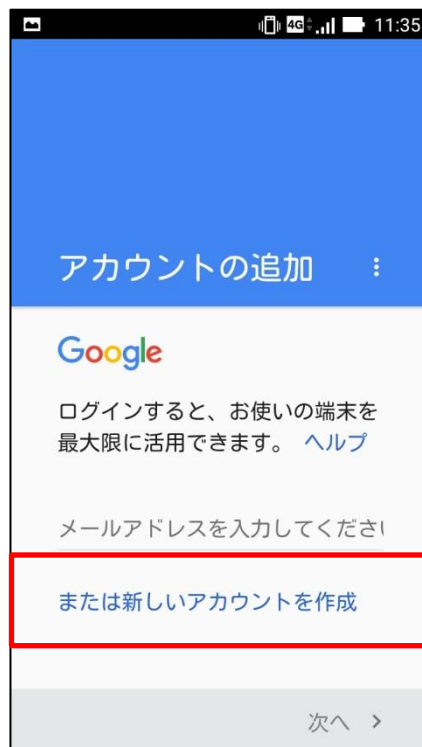 4G 11:35
アカウントの追加
Google
ログインすると、お使いの端末を
最大限に活用できます。 ヘルプ
メールアドレスを入力してくださ
または新しいアカウントを作成
次へ >